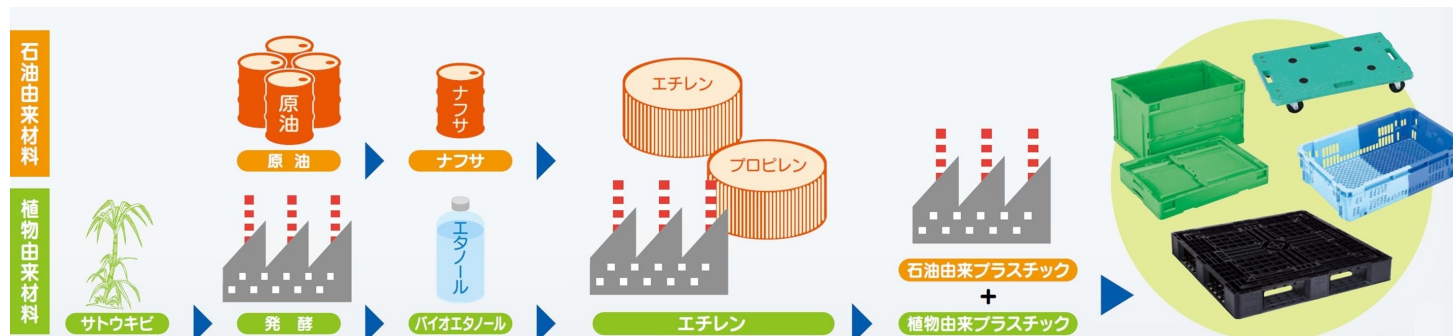 石油由来材料
原油
原油
ナフサ
ナフサ
エチレン
プロピレン
植物由来材料
サトウキビ
発酵
エタノール
バイオエタノール
エチレン
石油由来プラスチック
+
植物由来プラスチック